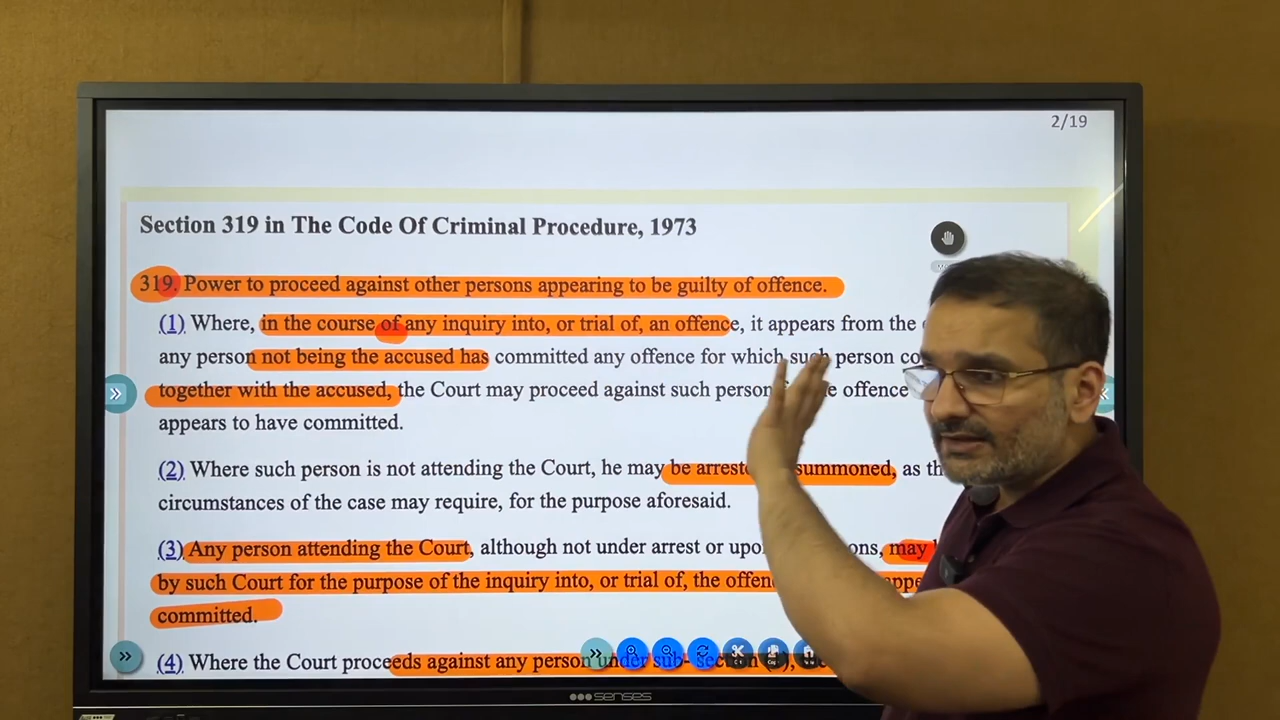 2/19
Section 319 in The Code Of Criminal Procedure, 1973
319. Power to proceed against other persons appearing to be guilty of offence.
(1) Where, in the course of any inquiry into, or trial of, an offence, it appears from the
any person not being the accused has committed any offence for which such person
together with the accused, the Court may proceed against such person offence
appears to have committed.
(2) Where such person is not attending the Court, he may be summoned, as
circumstances of the case may require, for the purpose aforesaid.
(3) Any person attending the Court, although not under arrest or may
by such Court for the purpose of the inquiry into, or trial of, the
committed.
(4) Where the Court proceeds against any person under sub-
senses